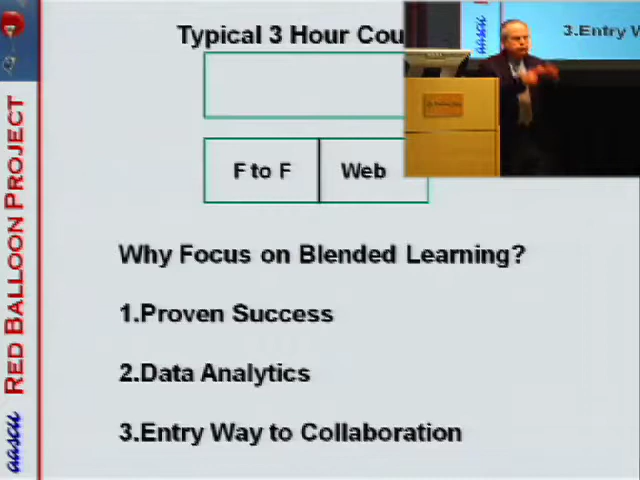 Typical 3 Hour Cou
3.Entry W
F to F
Web
Why Focus on Blended Learning?
1.Proven Success
2.Data Analytics
3.Entry Way to Collaboration
RED BALLOON PROJECT
aascu